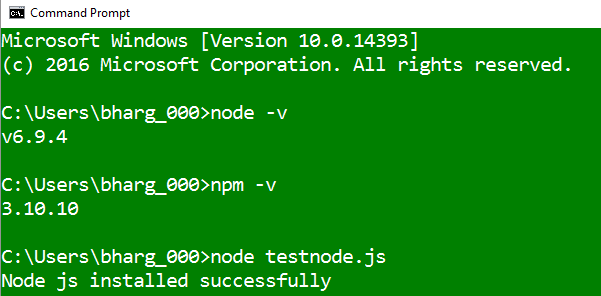 Command Prompt
Microsoft Windows [Version 10.0.14393]
(c) 2016 Microsoft Corporation. All rights reserved.
C:\Users\bharg_000>node -v
v6.9.4
C:\Users\bharg_000>npm -v
3.10.10
C:\Users\bharg_000>node testnode.js
Node js installed successfully